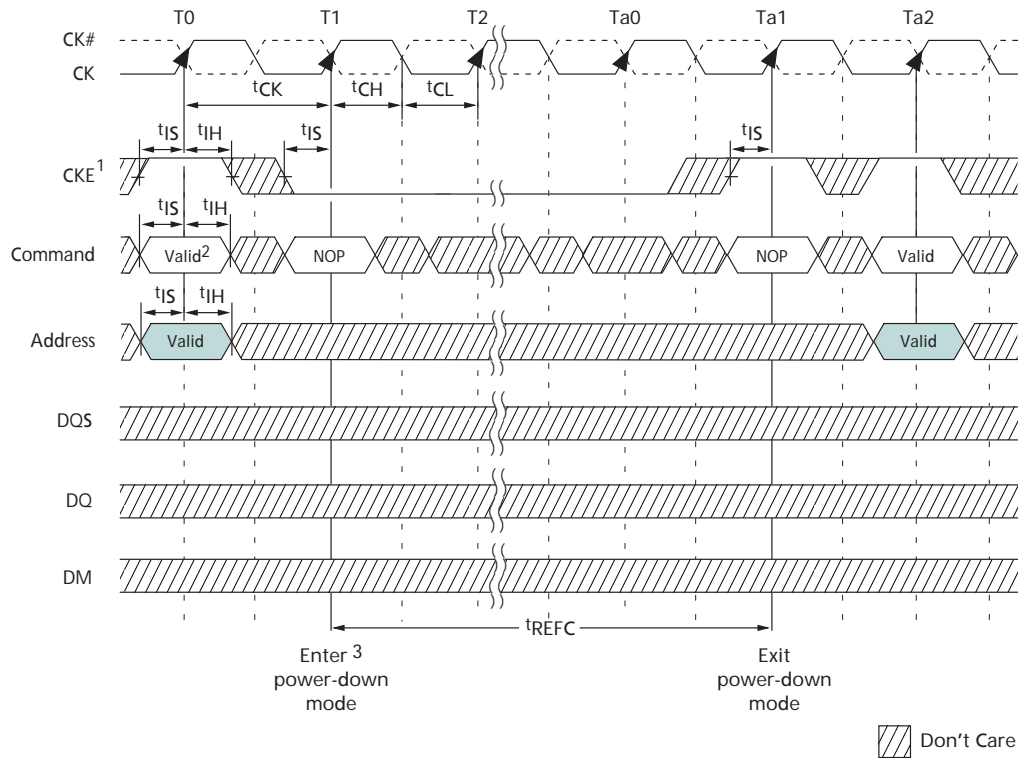 T0 T1 T2 Ta0 Ta1 Ta2
CK#
CK
tCK tCH tCL
tIS tIH tIS tIS
CKE1
tIS tIH
Command Valid2 NOP NOP Valid
tIS tIH
Address Valid Valid
DQS
DQ
DM
tREFC
Enter 3
power-down
mode
Exit
power-down
mode
Don't Care